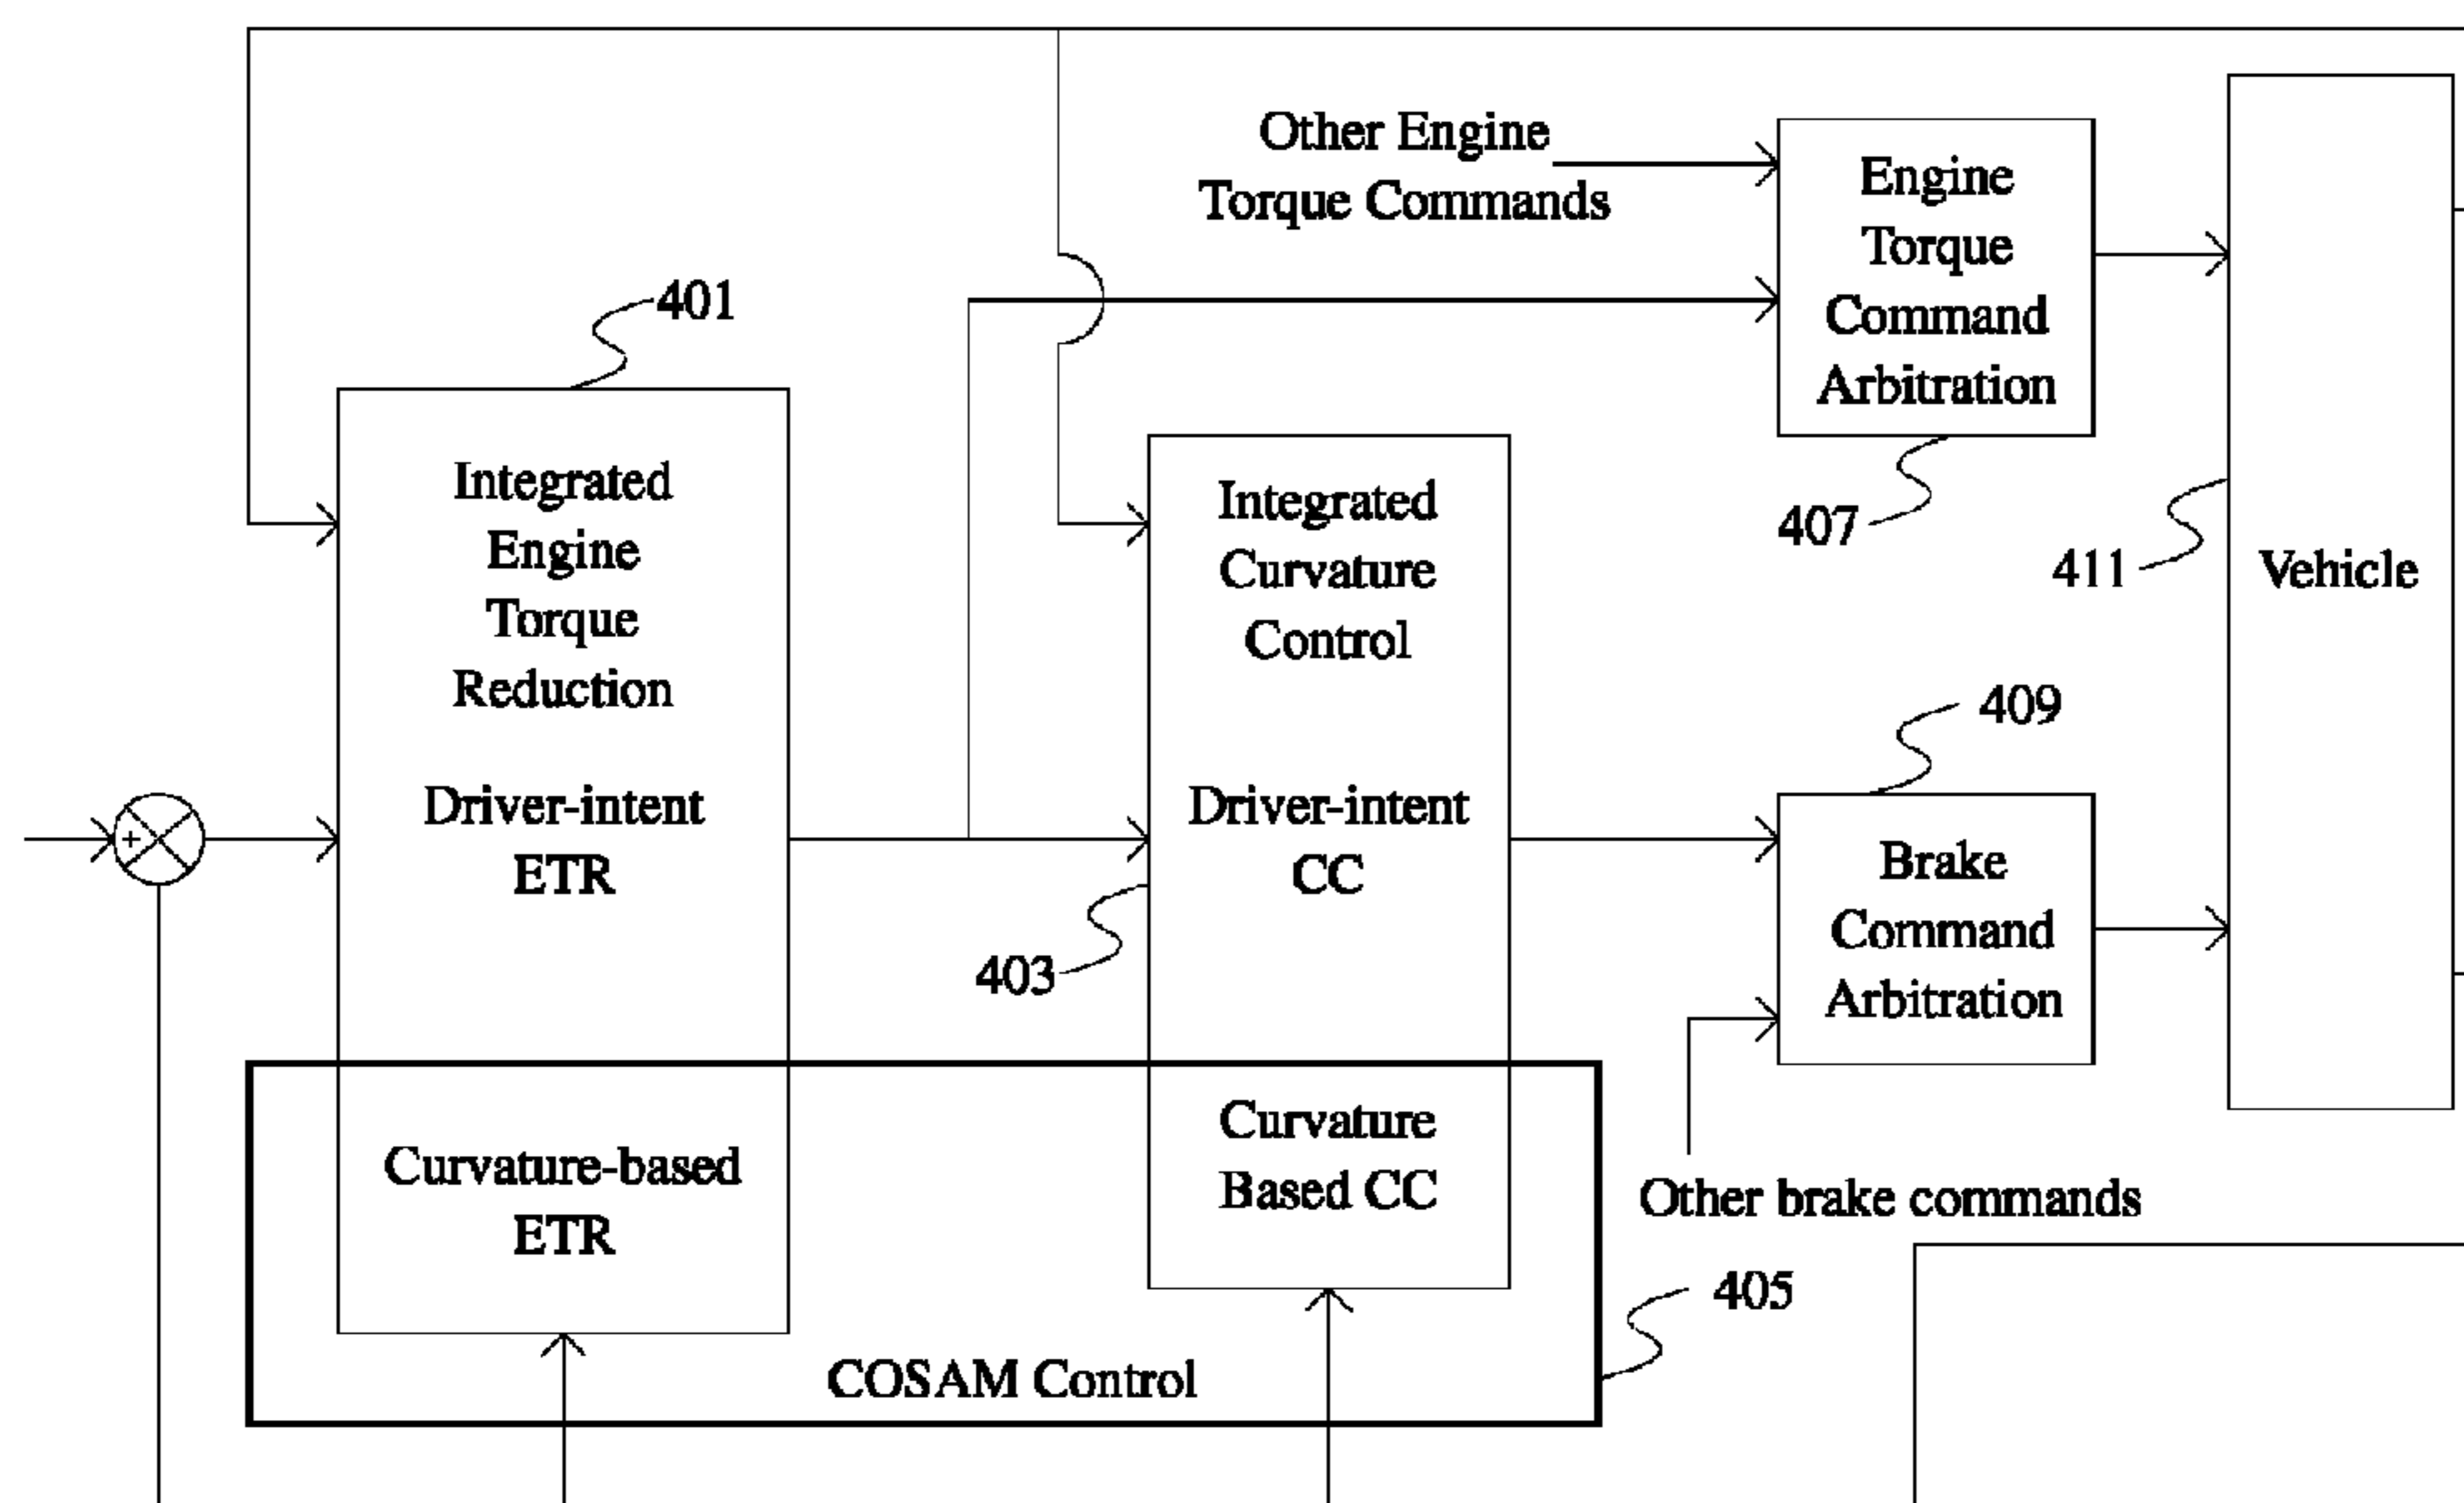 Other Engine
Torque Commands
Engine
Torque
Command
Arbitration
401
407
411
Vehicle
Integrated
Engine
Torque
Reduction
Driver-intent
ETR
Integrated
Curvature
Control
Driver-intent
CC
403
409
+
Brake
Command
Arbitration
Other brake commands
Curvature-based
ETR
Curvature
Based CC
COSAM Control
405